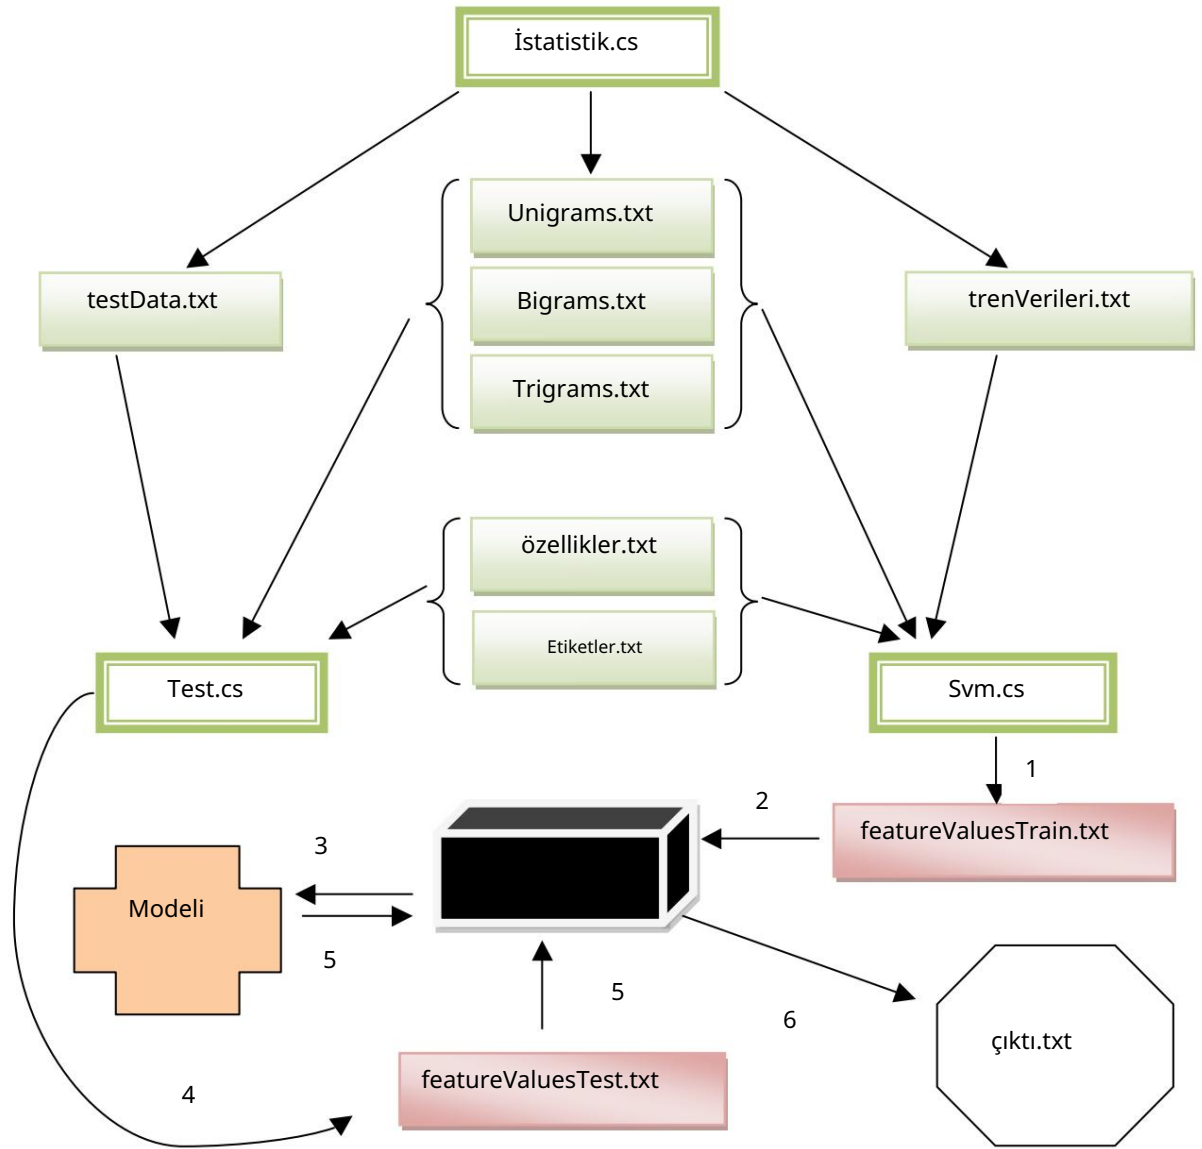 İstatistik.cs
Unigrams.txt
testData.txt
Bigrams.txt
trenVerileri.txt
Trigrams.txt
özellikler.txt
Etiketler.txt
Test.cs
Svm.cs
1
2
featureValuesTrain.txt
3
Modeli
5
5
6
çıktı.txt
featureValuesTest.txt
4